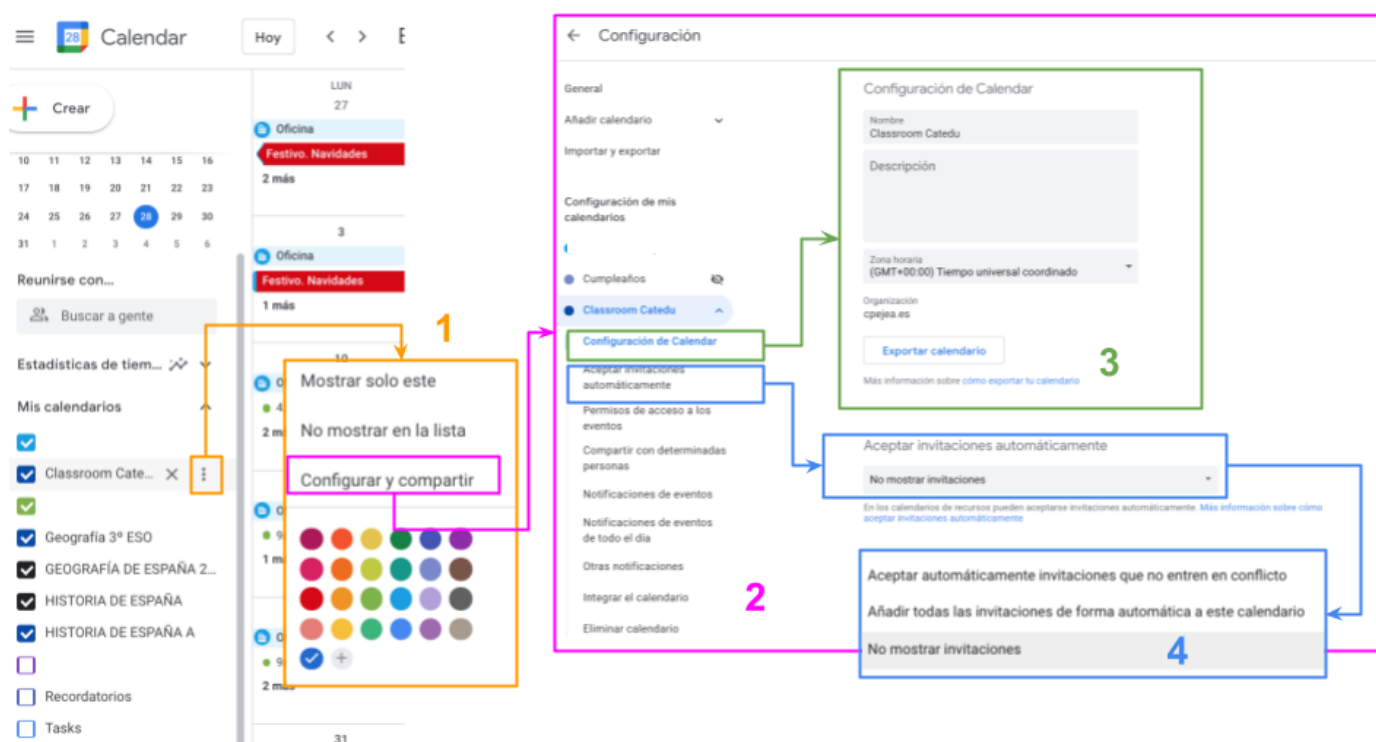 28
Calendar
Hoy
Crear
10 11 12 13 14 15 16
17 18 19 20 21 22 23
24 25 26 27 28 29 30
31 1 2 3 4 5 6
Reunirse con...
Buscar a gente
Estadísticas de tiem...
Mis calendarios
Classroom Cate...
Geografía 3º ESO
GEOGRAFÍA DE ESPAÑA 2...
HISTORIA DE ESPAÑA
HISTORIA DE ESPAÑA A
Recordatorios
Tasks
LUN
27
Oficina
Festivo. Navidades
2 más
3
Oficina
Festivo. Navidades
1 más
10
31
1
Mostrar solo este
No mostrar en la lista
Configurar y compartir
2 más
Configuración
General
Añadir calendario
Importar y exportar
Configuración de mis
calendarios
Cumpleaños
Classroom Catedu
Configuración de Calendar
Aceptar invitaciones
automáticamente
Permisos de acceso a los
eventos
Compartir con determinadas
personas
Notificaciones de eventos
Notificaciones de eventos
de todo el día
Otras notificaciones
Integrar el calendario
Eliminar calendario
2
Configuración de Calendar
Nombre
Classroom Catedu
Descripción
Zona horaria
(GMT+00:00) Tiempo universal coordinado
Organización
cpejea.es
Exportar calendario
Más información sobre cómo exportar tu calendario
3
Aceptar invitaciones automáticamente
No mostrar invitaciones
En los calendarios de recursos pueden aceptarse invitaciones automáticamente. Más información sobre cómo
aceptar invitaciones automáticamente
Aceptar automáticamente invitaciones que no entren en conflicto
Añadir todas las invitaciones de forma automática a este calendario
No mostrar invitaciones
4